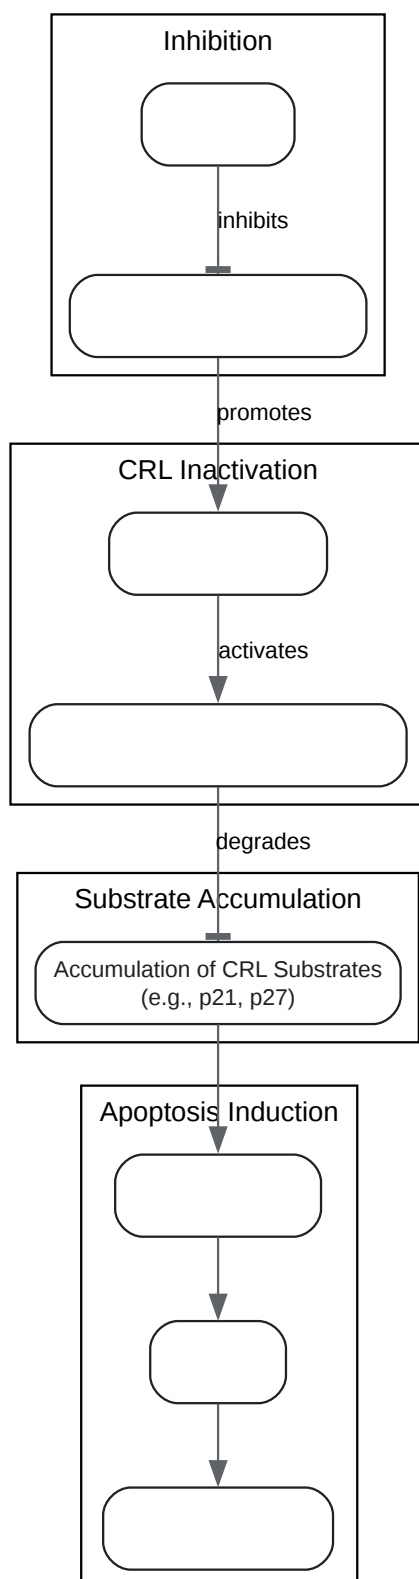 Inhibition
inhibits
promotes
CRL Inactivation
activates
degrades
Substrate Accumulation
Accumulation of CRL Substrates
(e.g., p21, p27)
Apoptosis Induction